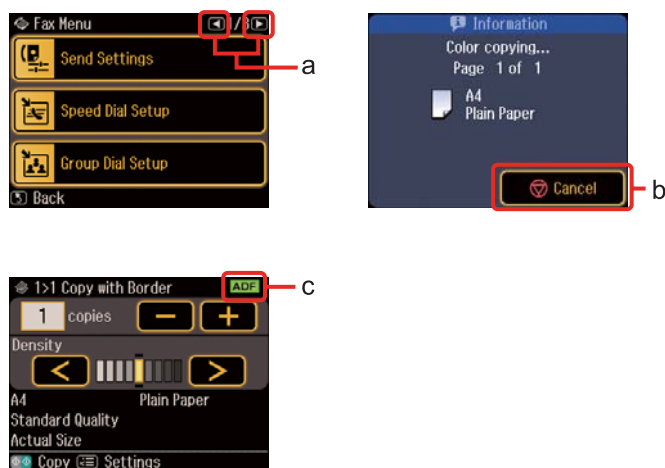 Fax Menu 1/3
Send Settings
Speed Dial Setup
Group Dial Setup
Back
a
Information
Color copying...
Page 1 of 1
A4
Plain Paper
Cancel
b
1>1 Copy with Border ADF
1 copies
Density
A4 Plain Paper
Standard Quality
Actual Size
Copy Settings
c